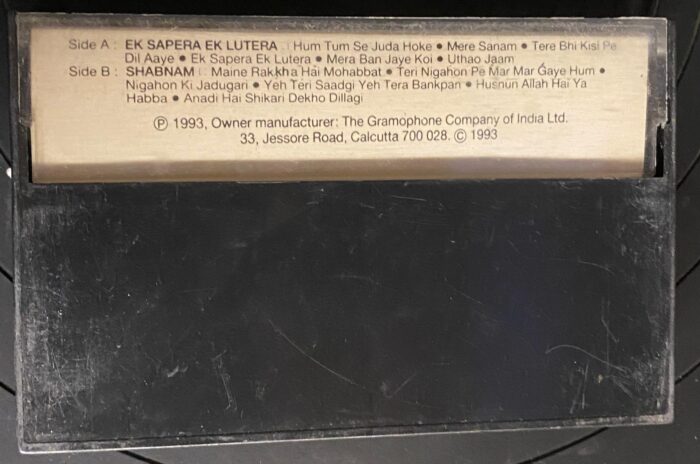 Side A : EK SAPERA EK LUTERA Hum Tum Se Juda Hoke • Mere Sanam • Tere Bhi Kisi Pe
Dil Aaye • Ek Sapera Ek Lutera • Mera Ban Jaye Koi • Uthao Jaam
Side B : SHABNAM Maine Rakkha Hai Mohabbat • Teri Nigahon Pe Mar Mar Gaye Hum •
Nigahon Ki Jadugari • Yeh Teri Saadgi Yeh Tera Bankpan • Husnun Allah Hai Ya
Habba • Anadi Hai Shikari Dekho Dillagi
℗ 1993, Owner manufacturer: The Gramophone Company of India Ltd.
33, Jessore Road, Calcutta 700 028. © 1993